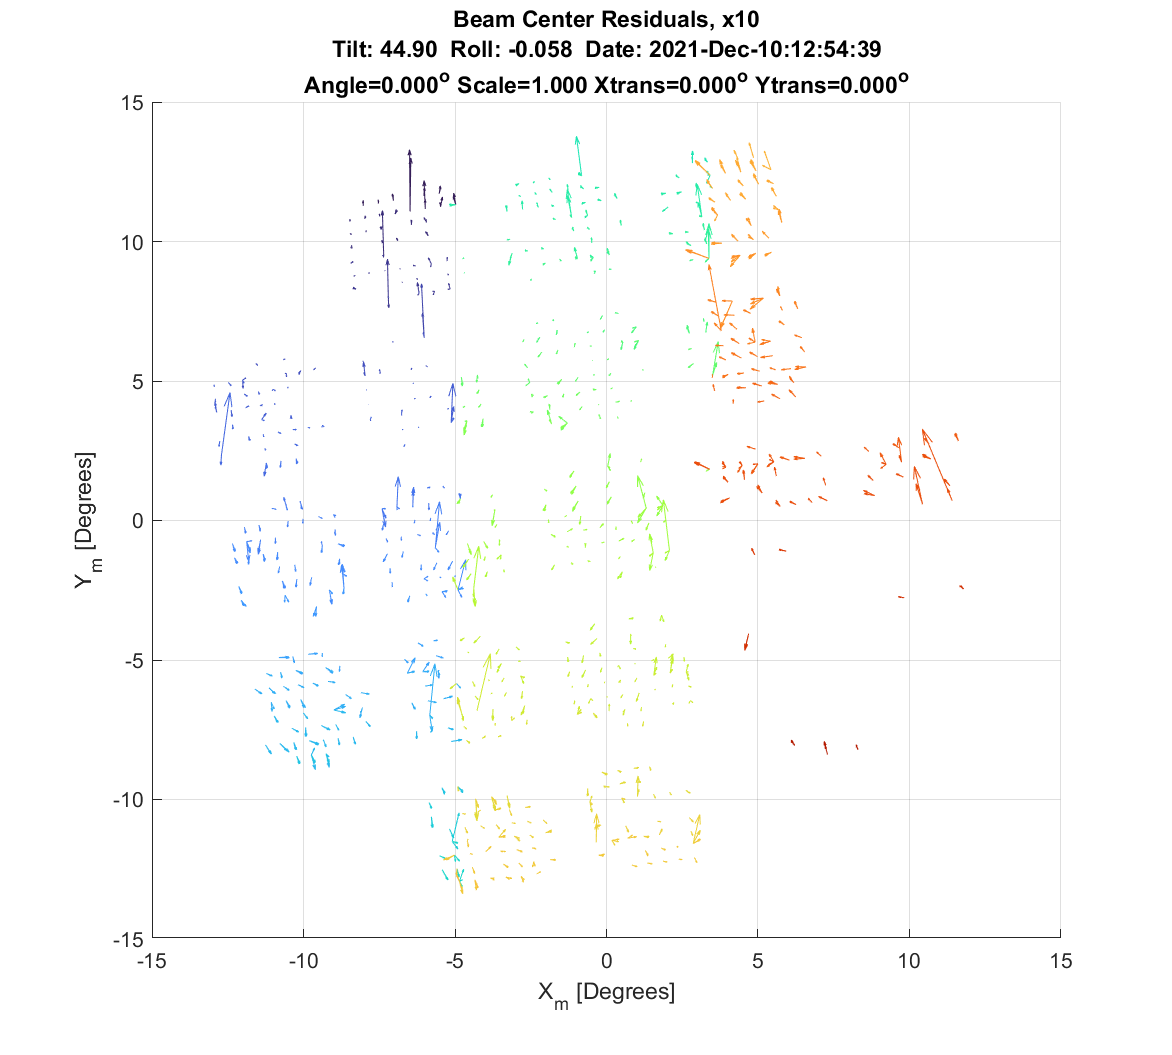 Beam Center Residuals, x10
Tilt: 44.90  Roll: -0.058  Date: 2021-Dec-10:12:54:39
Angle=0.000° Scale=1.000 Xtrans=0.000° Ytrans=0.000°
15
10
5
0
-5
-10
-15
Y_m [Degrees]
-15 -10 -5 0 5 10 15
X_m [Degrees]